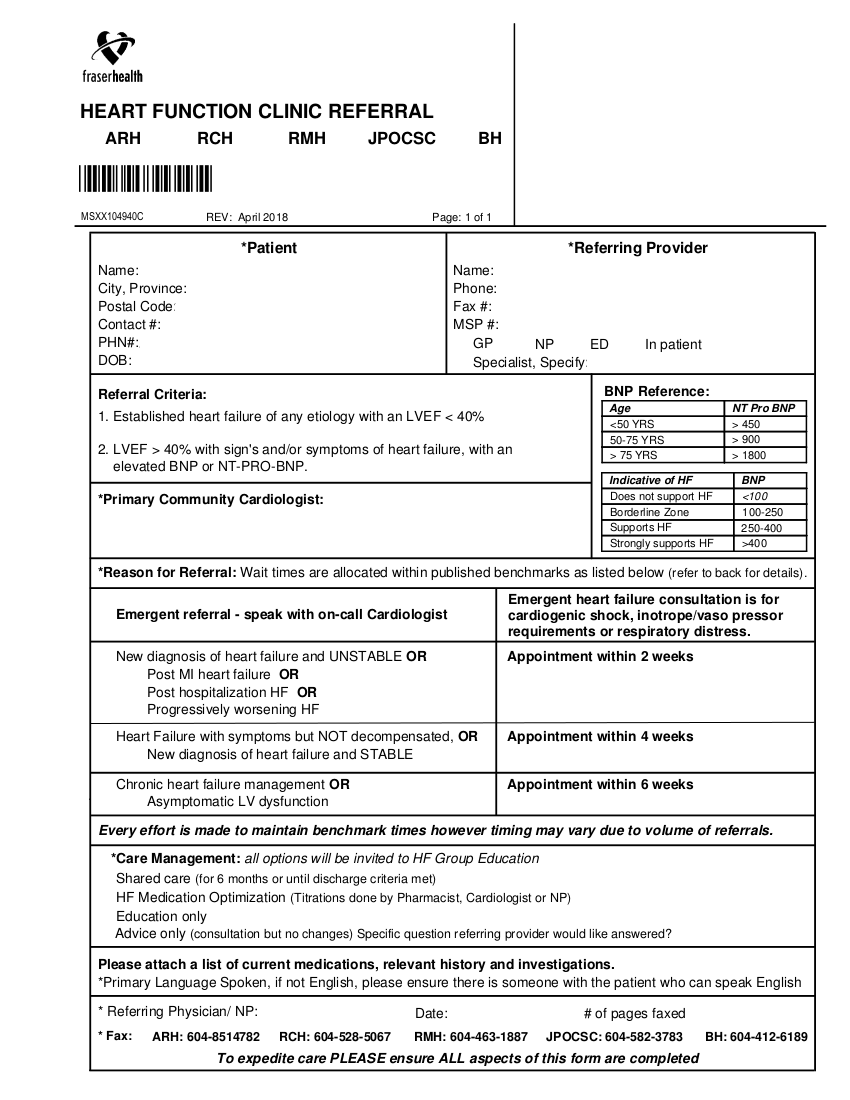 fraserhealth
HEART FUNCTION CLINIC REFERRAL
ARH RCH RMH JPOCSC BH
MSXX104940C REV: April 2018 Page: 1 of 1
*Patient
Name:
City, Province:
Postal Code:
Contact #:
PHN#:
DOB:
*Referring Provider
Name:
Phone:
Fax #:
MSP #:
GP NP ED In patient
Specialist, Specify:
Referral Criteria:
1. Established heart failure of any etiology with an LVEF < 40%
2. LVEF > 40% with sign's and/or symptoms of heart failure, with an
elevated BNP or NT-PRO-BNP.
*Primary Community Cardiologist:
BNP Reference:
Age NT Pro BNP
<50 YRS > 450
50-75 YRS > 900
> 75 YRS > 1800
Indicative of HF BNP
Does not support HF <100
Borderline Zone 100-250
Supports HF 250-400
Strongly supports HF >400
*Reason for Referral: Wait times are allocated within published benchmarks as listed below (refer to back for details).
Emergent referral - speak with on-call Cardiologist
Emergent heart failure consultation is for
cardiogenic shock, inotrope/vaso pressor
requirements or respiratory distress.
New diagnosis of heart failure and UNSTABLE OR
Post MI heart failure OR
Post hospitalization HF OR
Progressively worsening HF
Appointment within 2 weeks
Heart Failure with symptoms but NOT decompensated, OR
New diagnosis of heart failure and STABLE
Appointment within 4 weeks
Chronic heart failure management OR
Asymptomatic LV dysfunction
Appointment within 6 weeks
Every effort is made to maintain benchmark times however timing may vary due to volume of referrals.
*Care Management: all options will be invited to HF Group Education
Shared care (for 6 months or until discharge criteria met)
HF Medication Optimization (Titrations done by Pharmacist, Cardiologist or NP)
Education only
Advice only (consultation but no changes) Specific question referring provider would like answered?
Please attach a list of current medications, relevant history and investigations.
*Primary Language Spoken, if not English, please ensure there is someone with the patient who can speak English
* Referring Physician/ NP: Date: # of pages faxed
* Fax: ARH: 604-8514782 RCH: 604-528-5067 RMH: 604-463-1887 JPOCSC: 604-582-3783 BH: 604-412-6189
To expedite care PLEASE ensure ALL aspects of this form are completed